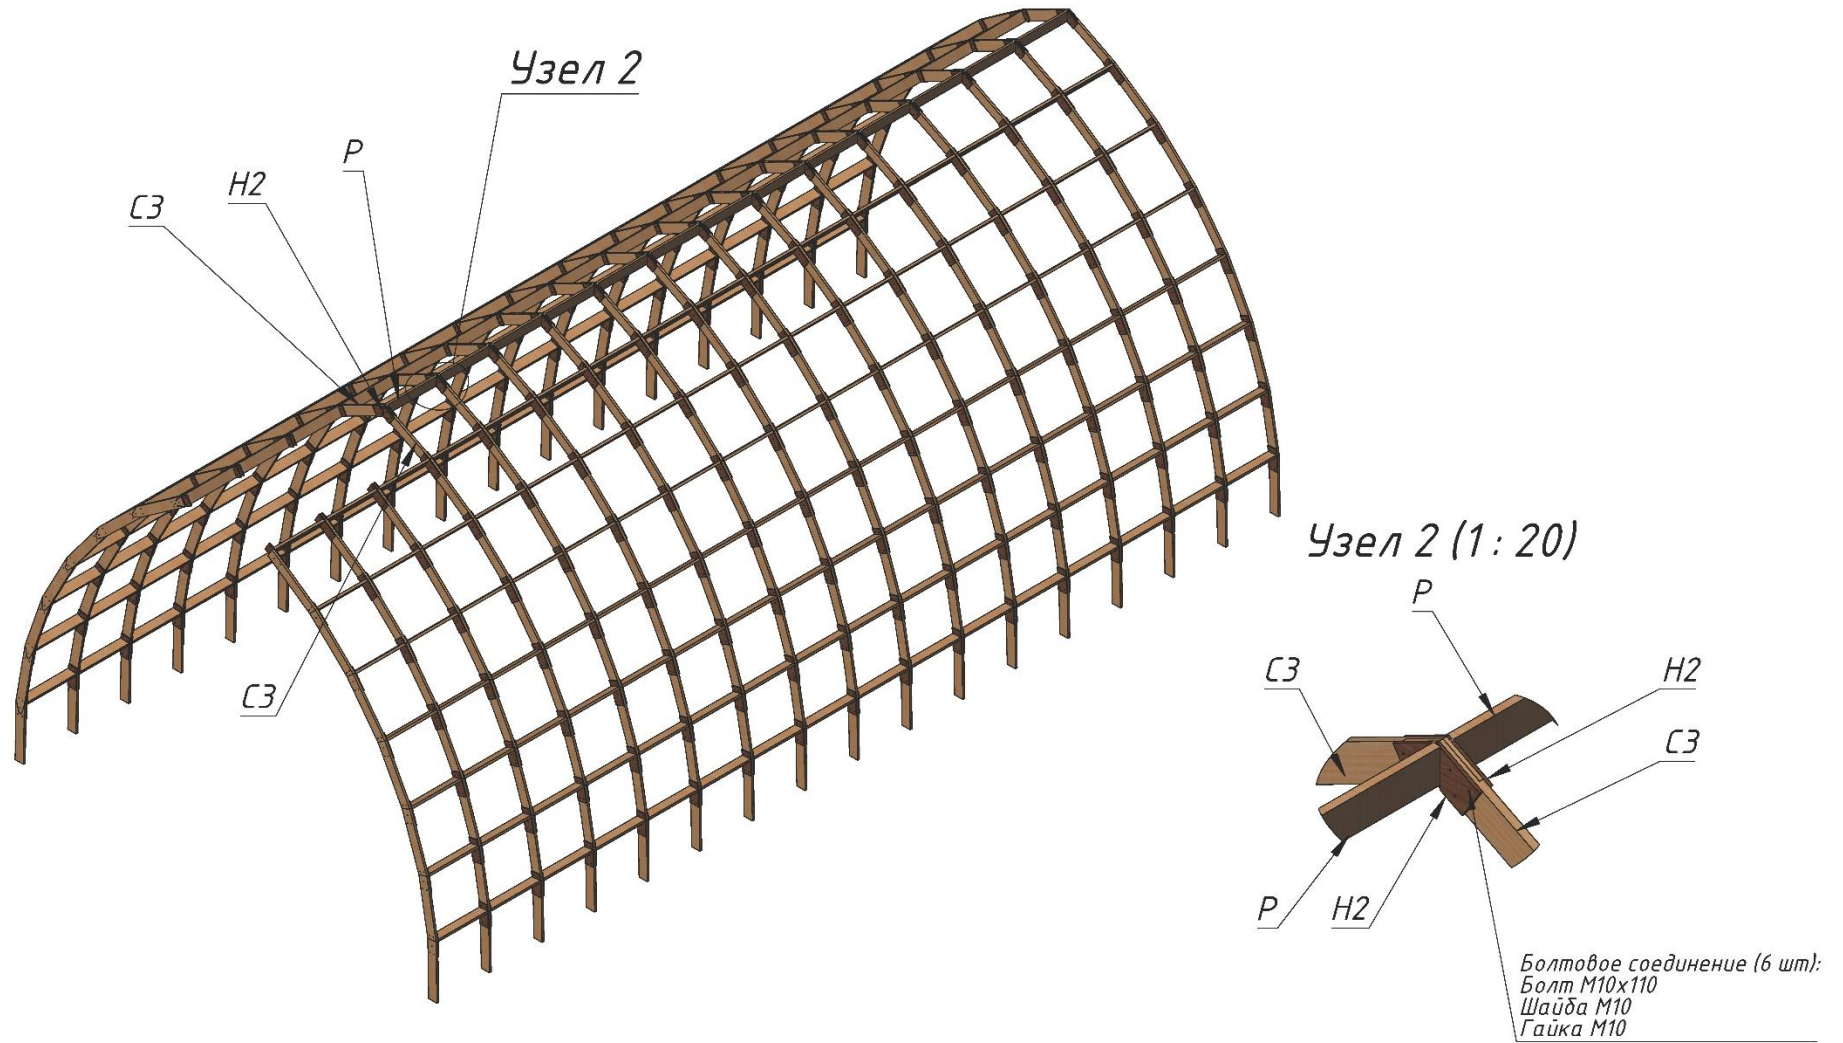 Узел 2
Р
Н2
С3
С3
Узел 2 (1 : 20)
Р
С3
Н2
С3
Р
Н2
Болтовое соединение (6 шт):
Болт М10х110
Шайба М10
Гайка М10